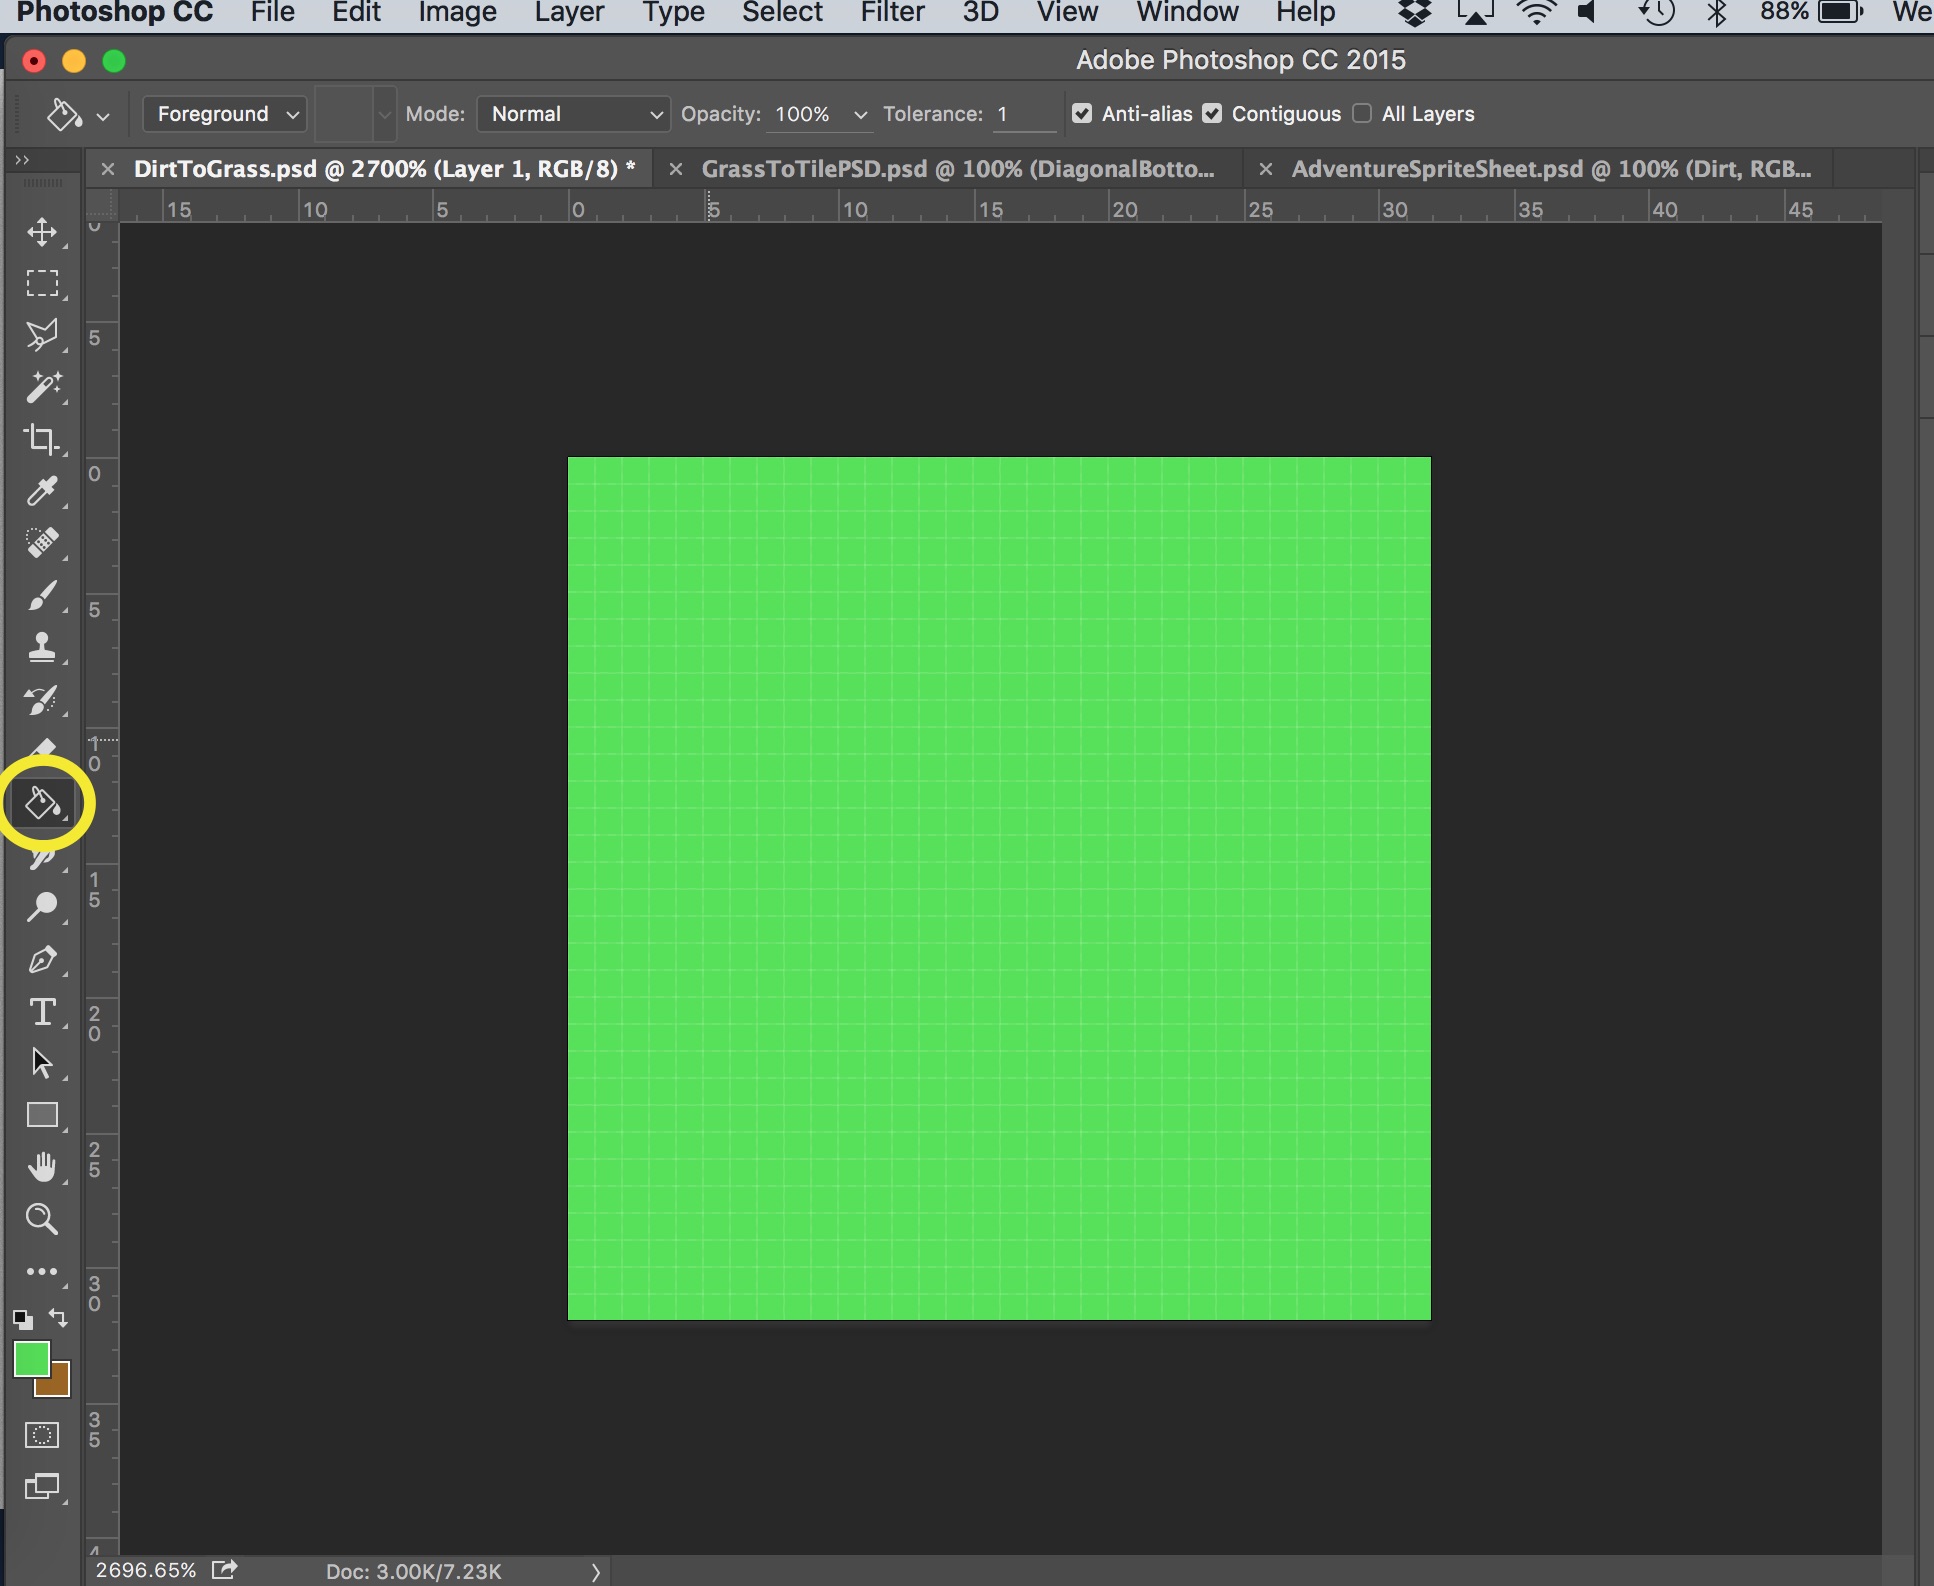 Photoshop CC File Edit Image Layer Type Select Filter 3D View Window Help 88% We
Adobe Photoshop CC 2015
Foreground Mode: Normal Opacity: 100% Tolerance: 1 Anti-alias Contiguous All Layers
DirtToGrass.psd @ 2700% (Layer 1, RGB/8) * GrassToTilePSD.psd @ 100% (DiagonalBotto... AdventureSpriteSheet.psd @ 100% (Dirt, RGB...
15 10 5 0 5 10 15 20 25 30 35 40 45
0
5
0
5
10
15
20
25
30
35
4
2696.65% Doc: 3.00K/7.23K